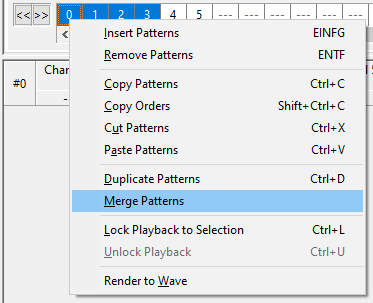 << >> 0 1 2 3 4 5 --- --- --- --- ---
Insert Patterns EINFG
Remove Patterns ENTF
#0 Chan
Copy Patterns Ctrl+C
Copy Orders Shift+Ctrl+C
Cut Patterns Ctrl+X
Paste Patterns Ctrl+V
Duplicate Patterns Ctrl+D
Merge Patterns
Lock Playback to Selection Ctrl+L
Unlock Playback Ctrl+U
Render to Wave